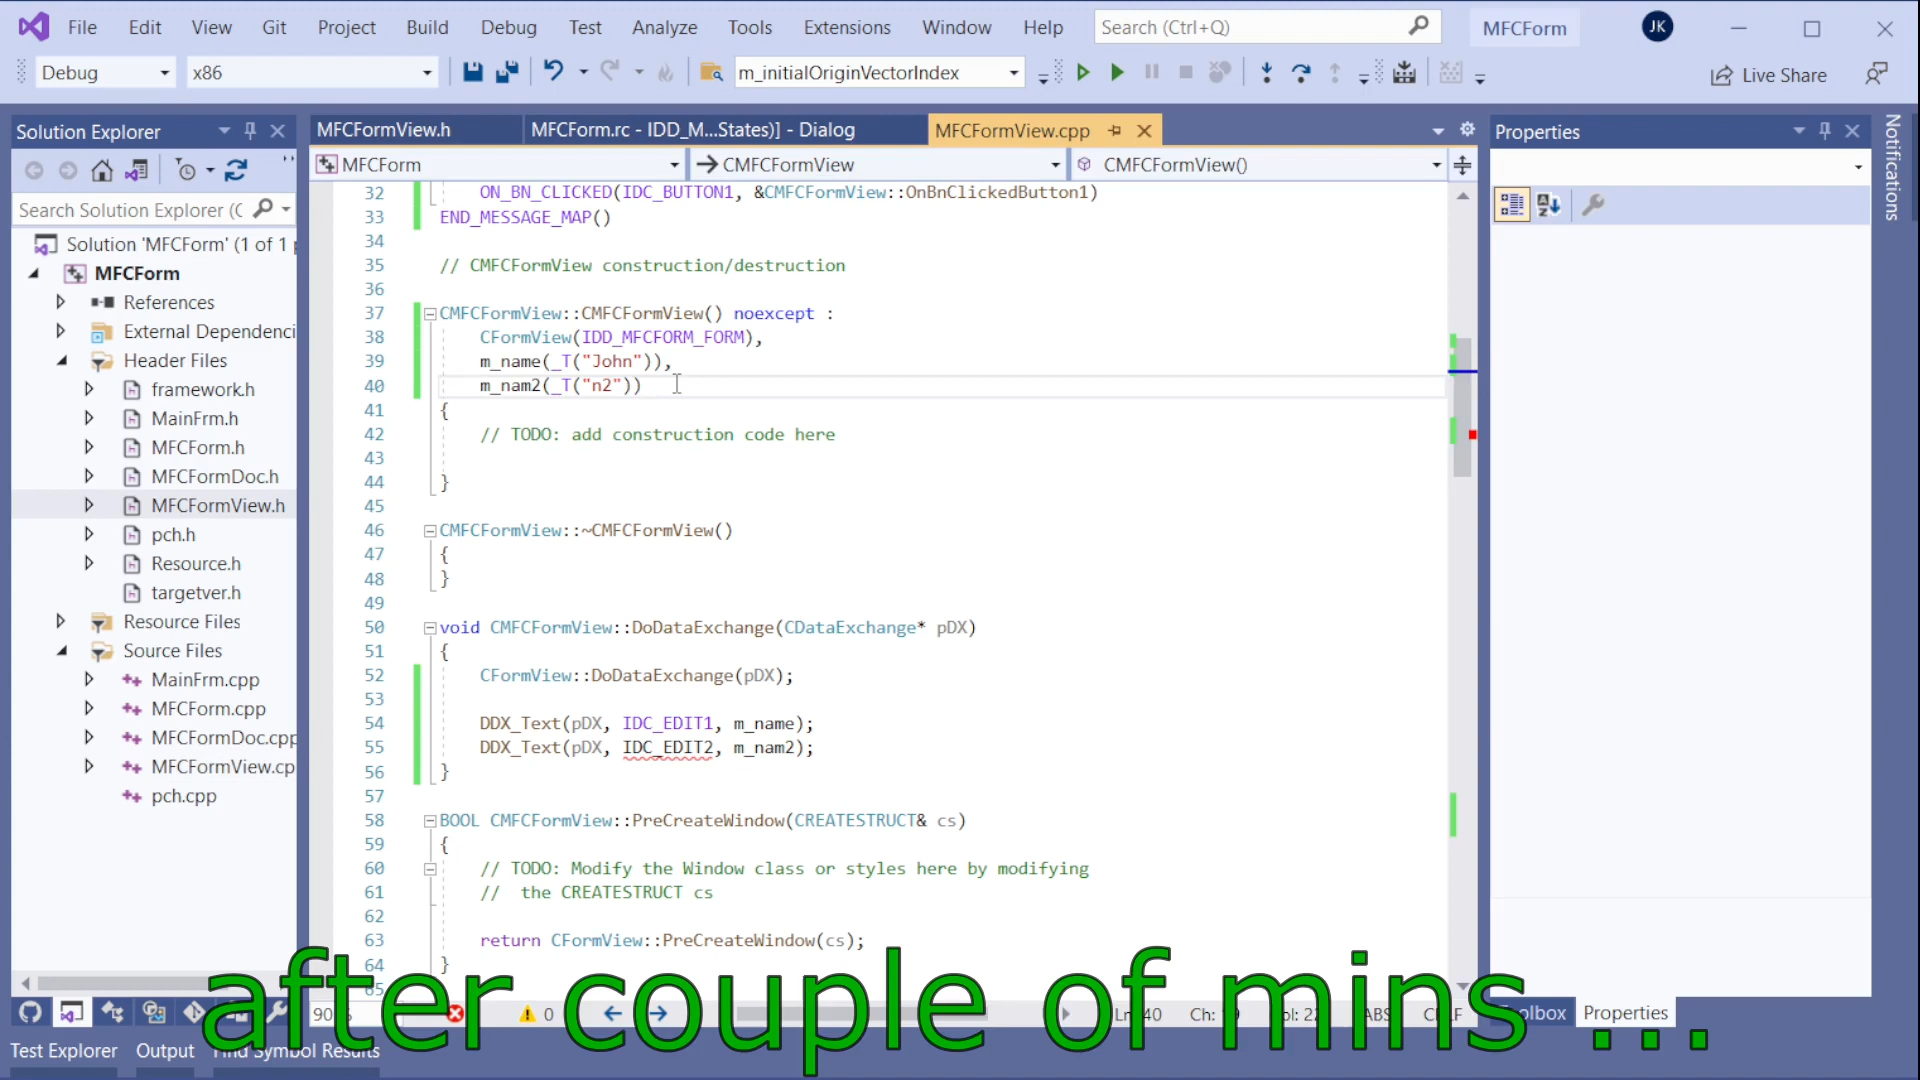 File Edit View Git Project Build Debug Test Analyze Tools Extensions Window Help Search (Ctrl+Q) MFCForm JK
Debug x86 m_initialOriginVectorIndex Live Share
Solution Explorer
Search Solution Explorer (C
Solution 'MFCForm' (1 of 1 p
MFCForm
References
External Dependenci
Header Files
framework.h
MainFrm.h
MFCForm.h
MFCFormDoc.h
MFCFormView.h
pch.h
Resource.h
targetver.h
Resource Files
Source Files
MainFrm.cpp
MFCForm.cpp
MFCFormDoc.cpp
MFCFormView.cp
pch.cpp
MFCFormView.h MFCForm.rc - IDD_M...States)] - Dialog MFCFormView.cpp
MFCForm CMFCFormView CMFCFormView()
32 ON_BN_CLICKED(IDC_BUTTON1, &CMFCFormView::OnBnClickedButton1)
33 END_MESSAGE_MAP()
34
35 // CMFCFormView construction/destruction
36
37 CMFCFormView::CMFCFormView() noexcept :
38 CFormView(IDD_MFCFORM_FORM),
39 m_name(_T("John")),
40 m_nam2(_T("n2"))
41 {
42 // TODO: add construction code here
43
44 }
45
46 CMFCFormView::~CMFCFormView()
47 {
48 }
49
50 void CMFCFormView::DoDataExchange(CDataExchange* pDX)
51 {
52 CFormView::DoDataExchange(pDX);
53
54 DDX_Text(pDX, IDC_EDIT1, m_name);
55 DDX_Text(pDX, IDC_EDIT2, m_nam2);
56 }
57
58 BOOL CMFCFormView::PreCreateWindow(CREATESTRUCT& cs)
59 {
60 // TODO: Modify the Window class or styles here by modifying
61 // the CREATESTRUCT cs
62
63 return CFormView::PreCreateWindow(cs);
64 }
65
Properties
Notifications
after couple of mins ...
0
Properties
Test Explorer Output Find Symbol Results